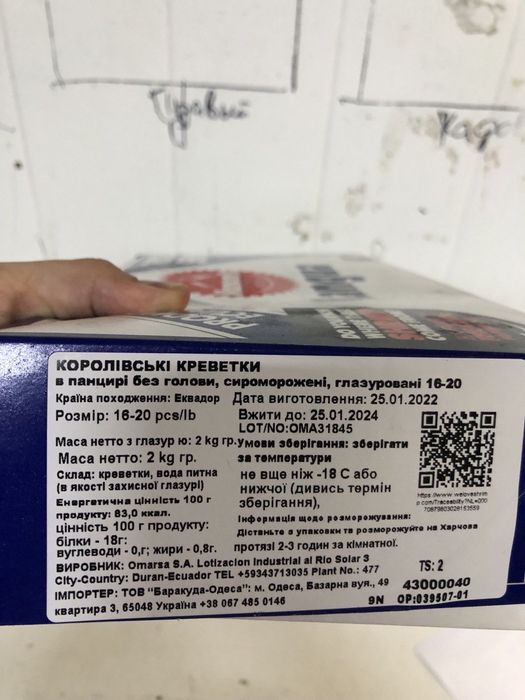 КОРОЛІВСЬКІ КРЕВЕТКИ
в панцирі без голови, сироморожені, глазуровані 16-20
Країна походження: Еквадор Дата виготовлення: 25.01.2022
Розмір: 16-20 pcs/lb Вжити до: 25.01.2024
LOT/NO:OMA31845
Маса нетто з глазур ю: 2 kg гр. Умови зберігання: зберігати
Маса нетто: 2 kg гр. за температури
Склад: креветки, вода питна не вище ніж -18 С або
(в якості захисної глазурі) нижчої (дивись термін
Енергетична цінність 100 г зберігання),
продукту: 83,0 ккал.
цінність 100 г продукту: Інформація щодо розморожування:
білки - 18г: Дістаньте з упаковки та розморожуйте на Харчова
вуглеводи - 0,г; жири - 0,8г. протязі 2-3 годин за кімнатної.
ВИРОБНИК: Omarsa S.A. Lotizacion Industrial al Rio Solar 3
City-Country: Duran-Ecuador TEL +59343713035 Plant No.: 477
TS: 2
ІМПОРТЕР: ТОВ "Баракуда-Одеса": м. Одеса, Базарна вул., 49
43000040
квартира 3, 65048 Україна +38 067 485 0146
9N OP:039507-01